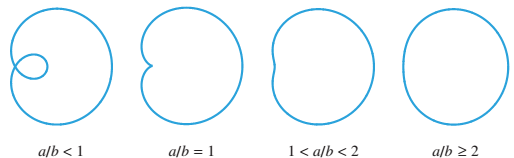 a/b < 1 a/b = 1 1 < a/b < 2 a/b ≥ 2